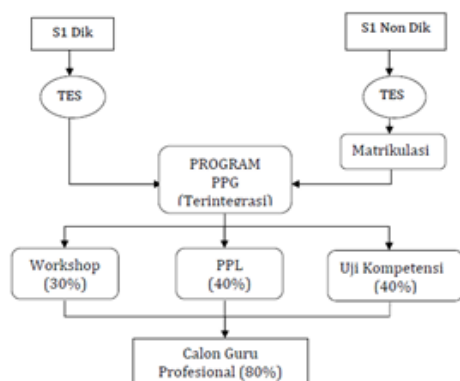 S1 Dik
S1 Non Dik
TES
TES
Matrikulasi
PROGRAM
PPG
(Terintegrasi)
Workshop
(30%)
PPL
(40%)
Uji Kompetensi
(40%)
Calon Guru
Profesional (80%)